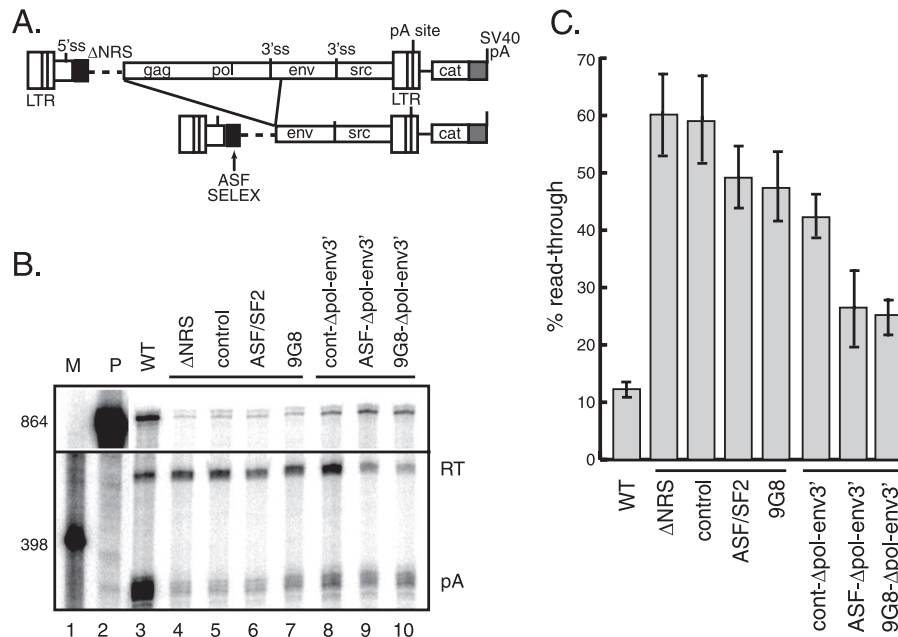 A.
5'ss
ΔNRS
3'ss
3'ss
pA site
SV40
pA
gag
pol
env
src
cat
LTR
LTR
env
src
cat
ASF
SELEX
B.
M
P
WT
ΔNRS
control
ASF/SF2
9G8
cont-Δpol-env3'
ASF-Δpol-env3'
9G8-Δpol-env3'
864
398
RT
pA
1 2 3 4 5 6 7 8 9 10
C.
% read-through
70
60
50
40
30
20
10
0
WT
ΔNRS
control
ASF/SF2
9G8
cont-Δpol-env3'
ASF-Δpol-env3'
9G8-Δpol-env3'